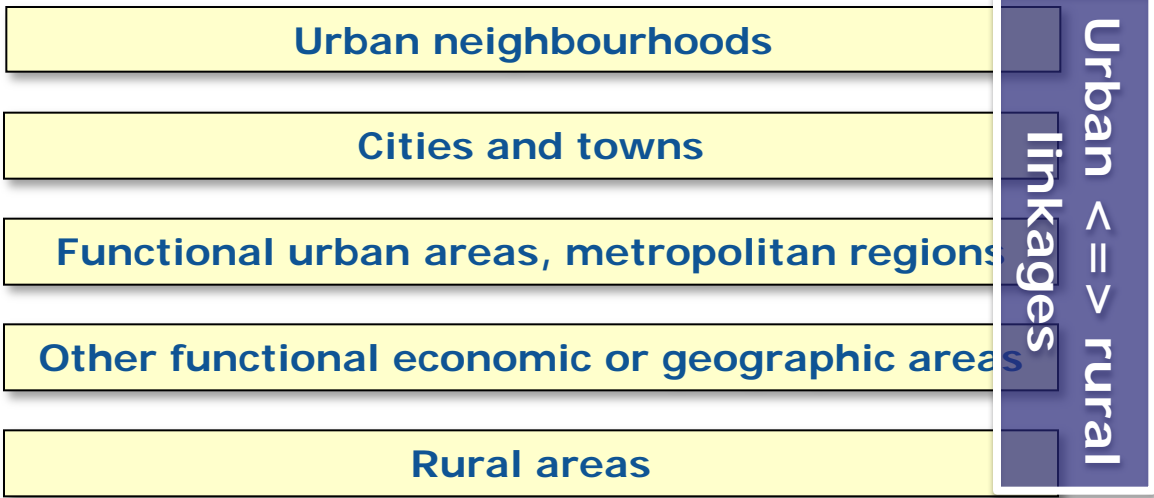 Urban neighbourhoods
Cities and towns
Functional urban areas, metropolitan regions
Other functional economic or geographic areas
Rural areas
Urban <=> rural
linkages